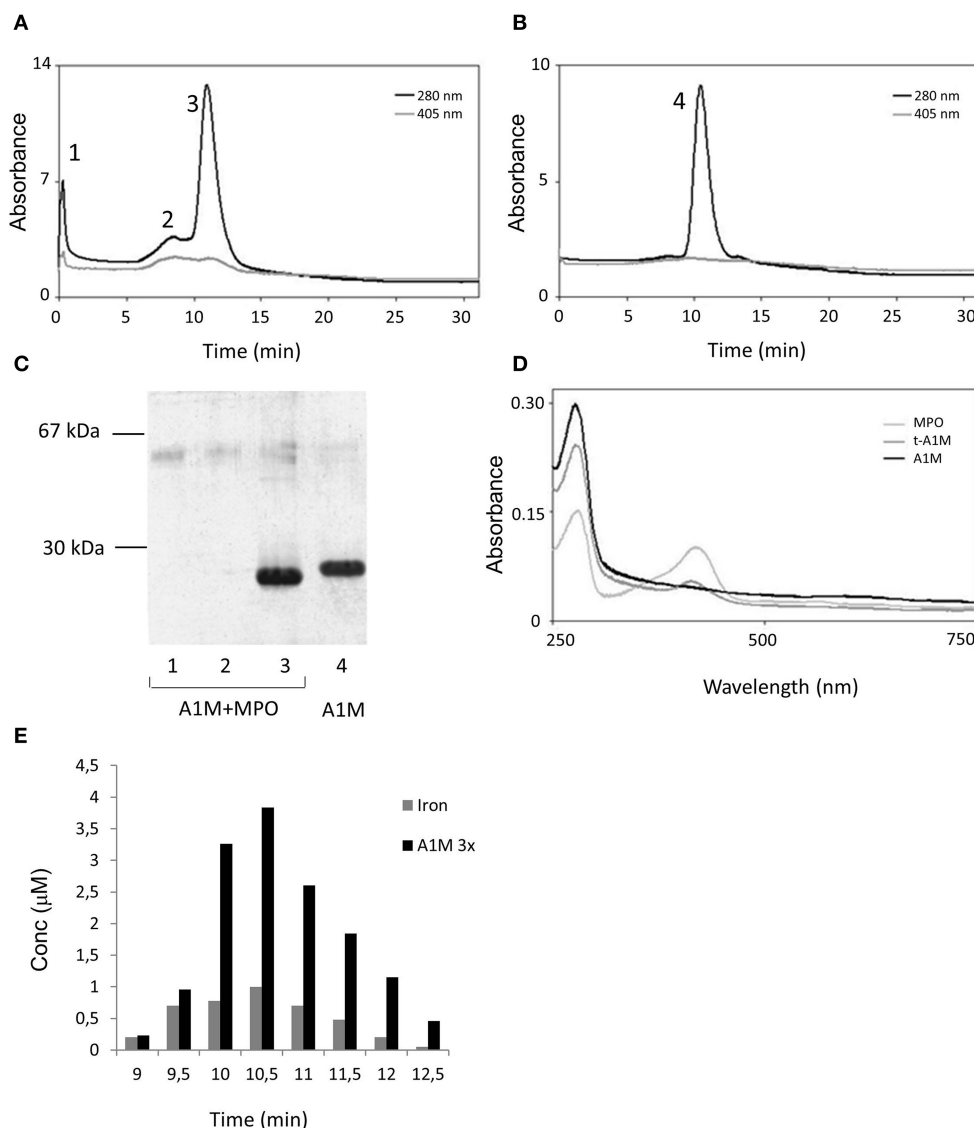 A
14
7
0
Absorbance
1
2
3
280 nm
405 nm
0 5 10 15 20 25 30
Time (min)
B
10
5
0
Absorbance
4
280 nm
405 nm
0 5 10 15 20 25 30
Time (min)
C
67 kDa
30 kDa
1 2 3 4
A1M+MPO A1M
D
0.30
0.15
0
Absorbance
MPO
t-A1M
A1M
250 500 750
Wavelength (nm)
E
4,5
4
3,5
3
2,5
2
1,5
1
0,5
0
Conc (μM)
Iron
A1M 3x
9 9,5 10 10,5 11 11,5 12 12,5
Time (min)